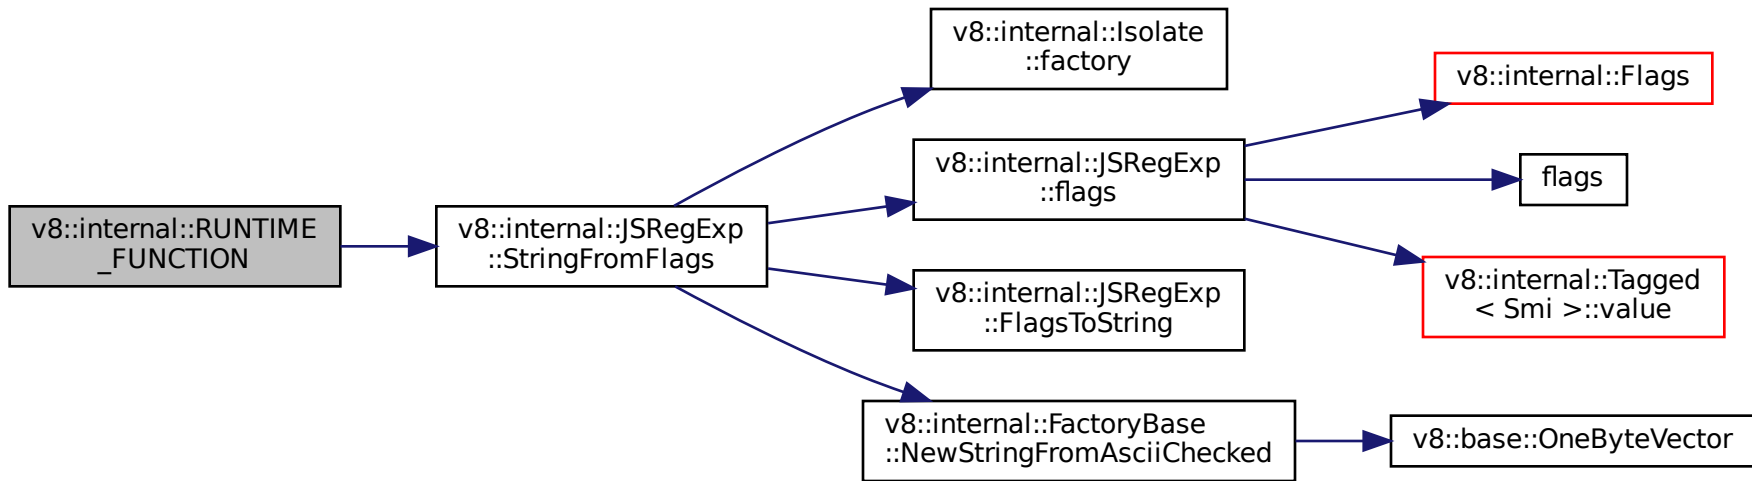 v8::internal::RUNTIME
_FUNCTION
v8::internal::JSRegExp
::StringFromFlags
v8::internal::Isolate
::factory
v8::internal::JSRegExp
::flags
v8::internal::Flags
flags
v8::internal::Tagged
< Smi >::value
v8::internal::JSRegExp
::FlagsToString
v8::internal::FactoryBase
::NewStringFromAsciiChecked
v8::base::OneByteVector